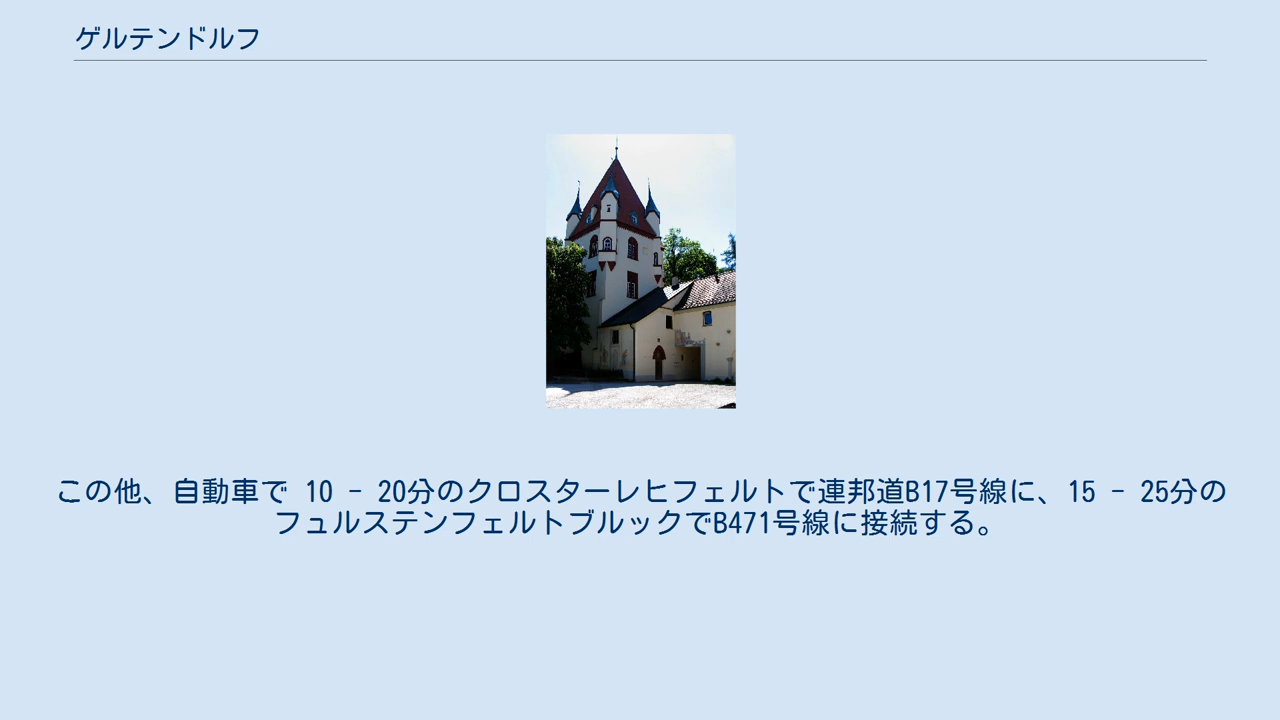 ゲルテンドルフ
この他、自動車で 10 - 20分のクロスターレヒフェルトで連邦道B17号線に、15 - 25分の
フュルステンフェルトブルックでB471号線に接続する。